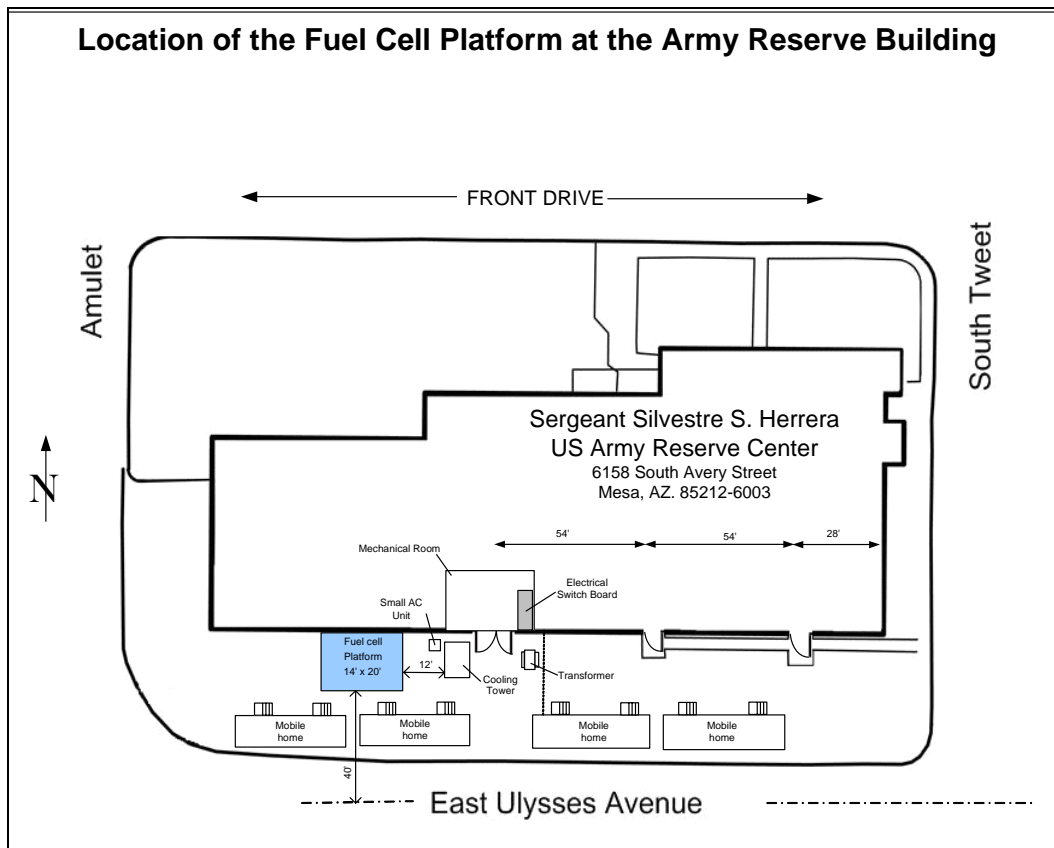 Location of the Fuel Cell Platform at the Army Reserve Building
FRONT DRIVE
Amulet
South Tweet
N
Sergeant Silvestre S. Herrera
US Army Reserve Center
6158 South Avery Street
Mesa, AZ. 85212-6003
54'
54'
28'
Mechanical Room
Electrical
Switch Board
Small AC
Unit
Fuel cell
Platform
14' x 20'
12'
Cooling
Tower
Transformer
Mobile
home
Mobile
home
Mobile
home
Mobile
home
40'
East Ulysses Avenue